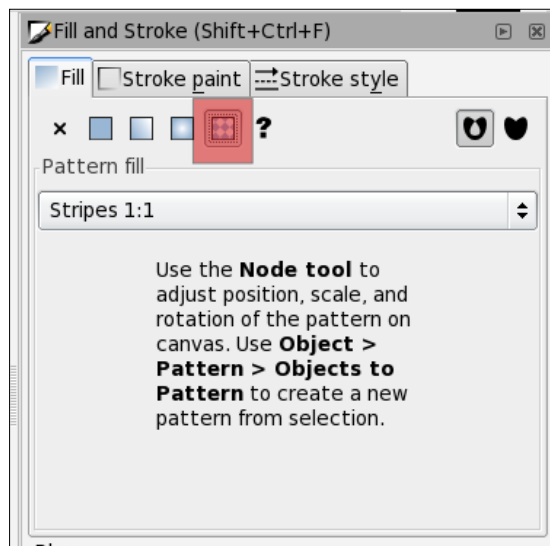 Fill and Stroke (Shift+Ctrl+F)
Fill Stroke paint Stroke style
× ?
Pattern fill
Stripes 1:1
Use the Node tool to
adjust position, scale, and
rotation of the pattern on
canvas. Use Object >
Pattern > Objects to
Pattern to create a new
pattern from selection.